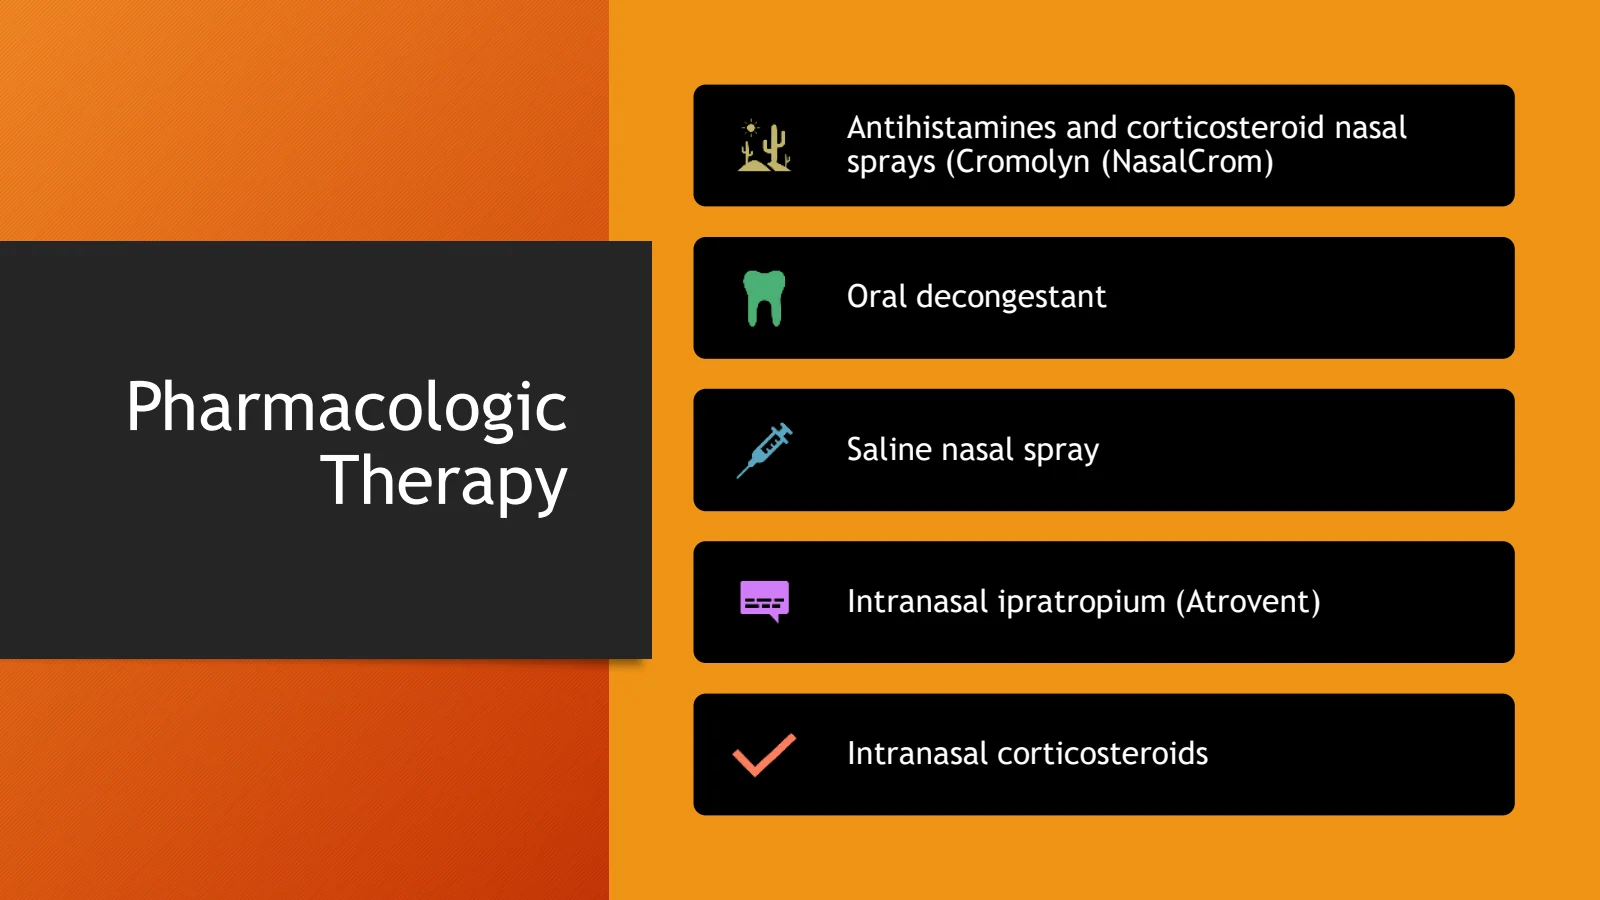 Pharmacologic
Therapy
Antihistamines and corticosteroid nasal
sprays (Cromolyn (NasalCrom)
Oral decongestant
Saline nasal spray
Intranasal ipratropium (Atrovent)
Intranasal corticosteroids